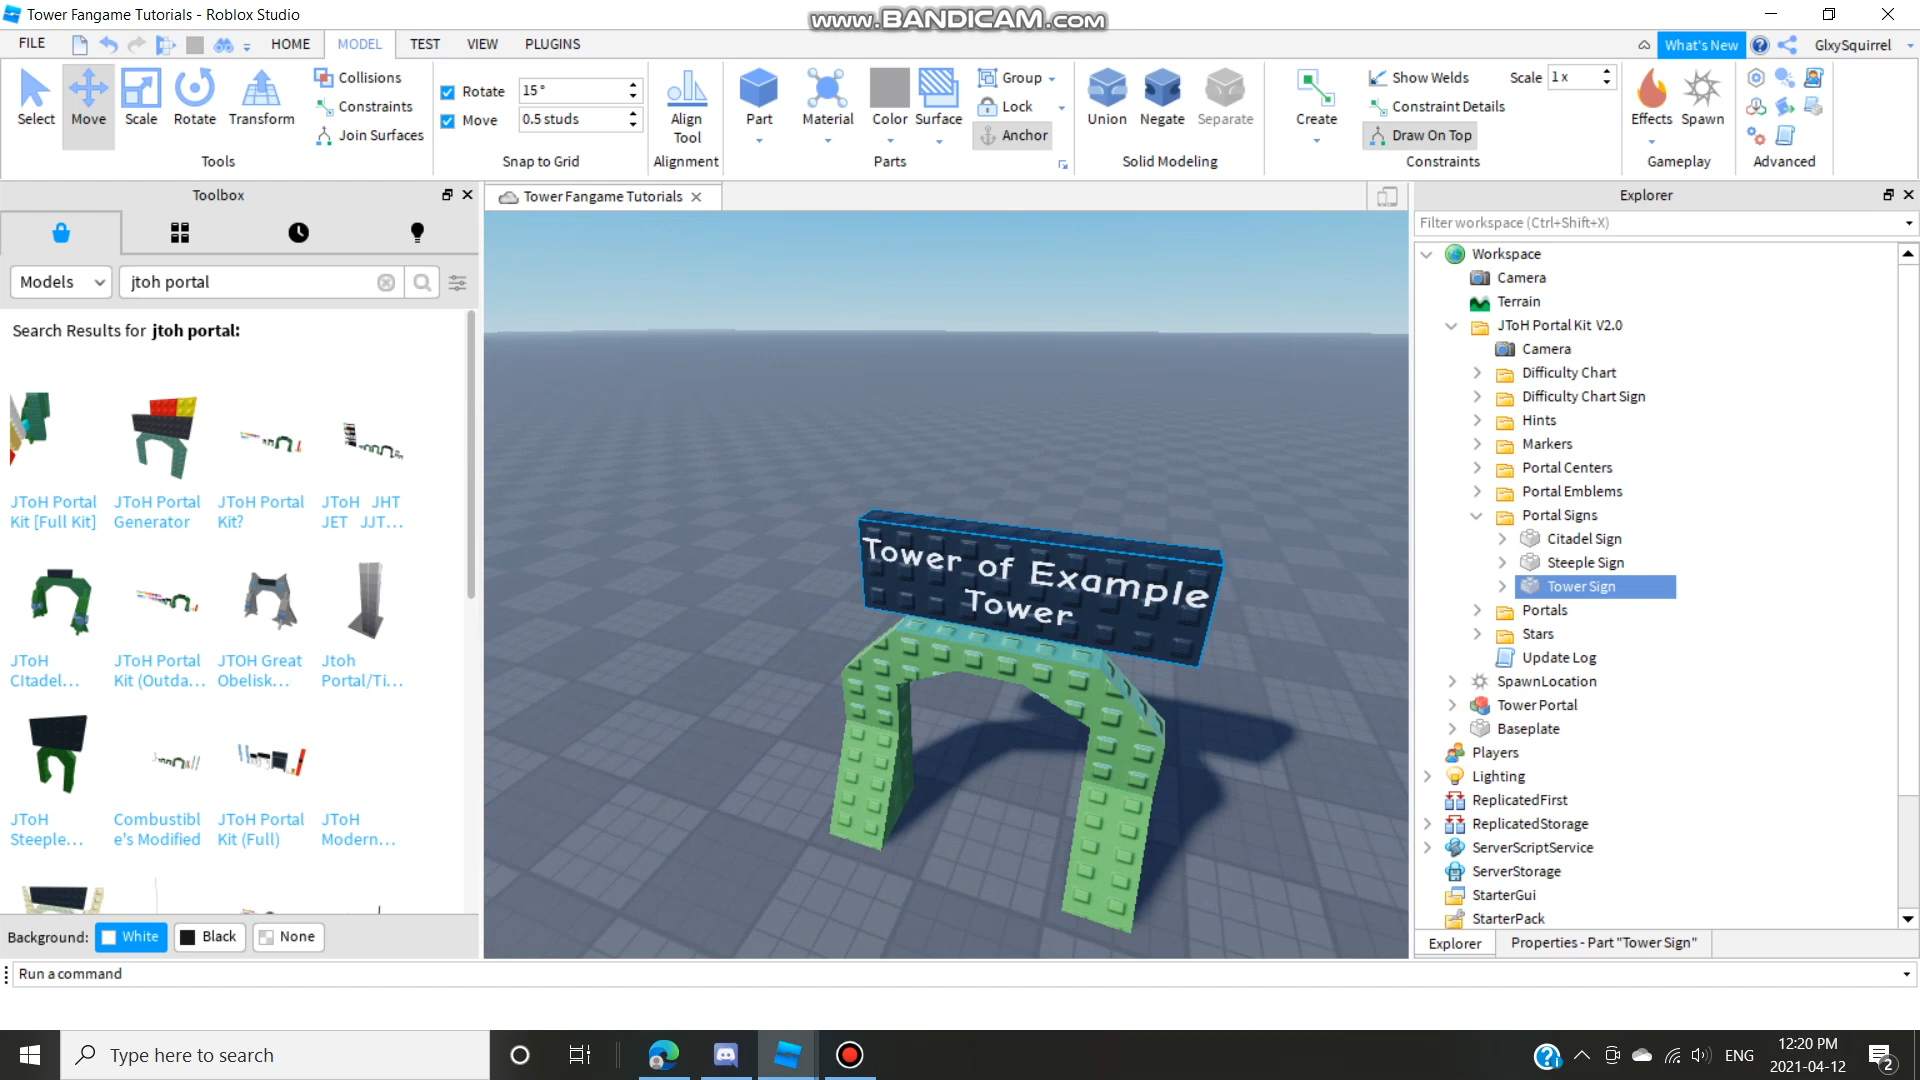 Tower Fangame Tutorials - Roblox Studio
www.BANDICAM.com
FILE
HOME
MODEL
TEST
VIEW
PLUGINS
What's New
GlxySquirrel
Select
Move
Scale
Rotate
Transform
Collisions
Constraints
Join Surfaces
Tools
Rotate
15 °
Move
0.5 studs
Snap to Grid
Align
Tool
Alignment
Part
Material
Color
Surface
Group
Lock
Anchor
Parts
Union
Negate
Separate
Solid Modeling
Create
Show Welds
Scale
1 x
Constraint Details
Draw On Top
Constraints
Effects
Spawn
Gameplay
Advanced
Toolbox
Models
jtoh portal
Search Results for jtoh portal:
JToH Portal
Kit [Full Kit]
JToH Portal
Generator
JToH Portal
Kit?
JToH JHT
JET JJT...
JToH
CItadel...
JToH Portal
Kit (Outda...
JTOH Great
Obelisk...
Jtoh
Portal/Ti...
JToH
Steeple...
Combustibl
e's Modified
JToH Portal
Kit (Full)
JToH
Modern...
Background:
White
Black
None
Tower Fangame Tutorials
Tower of Example
Tower
Explorer
Filter workspace (Ctrl+Shift+X)
Workspace
Camera
Terrain
JToH Portal Kit V2.0
Camera
Difficulty Chart
Difficulty Chart Sign
Hints
Markers
Portal Centers
Portal Emblems
Portal Signs
Citadel Sign
Steeple Sign
Tower Sign
Portals
Stars
Update Log
SpawnLocation
Tower Portal
Baseplate
Players
Lighting
ReplicatedFirst
ReplicatedStorage
ServerScriptService
ServerStorage
StarterGui
StarterPack
Explorer
Properties - Part "Tower Sign"
Run a command
Type here to search
ENG
12:20 PM
2021-04-12
2